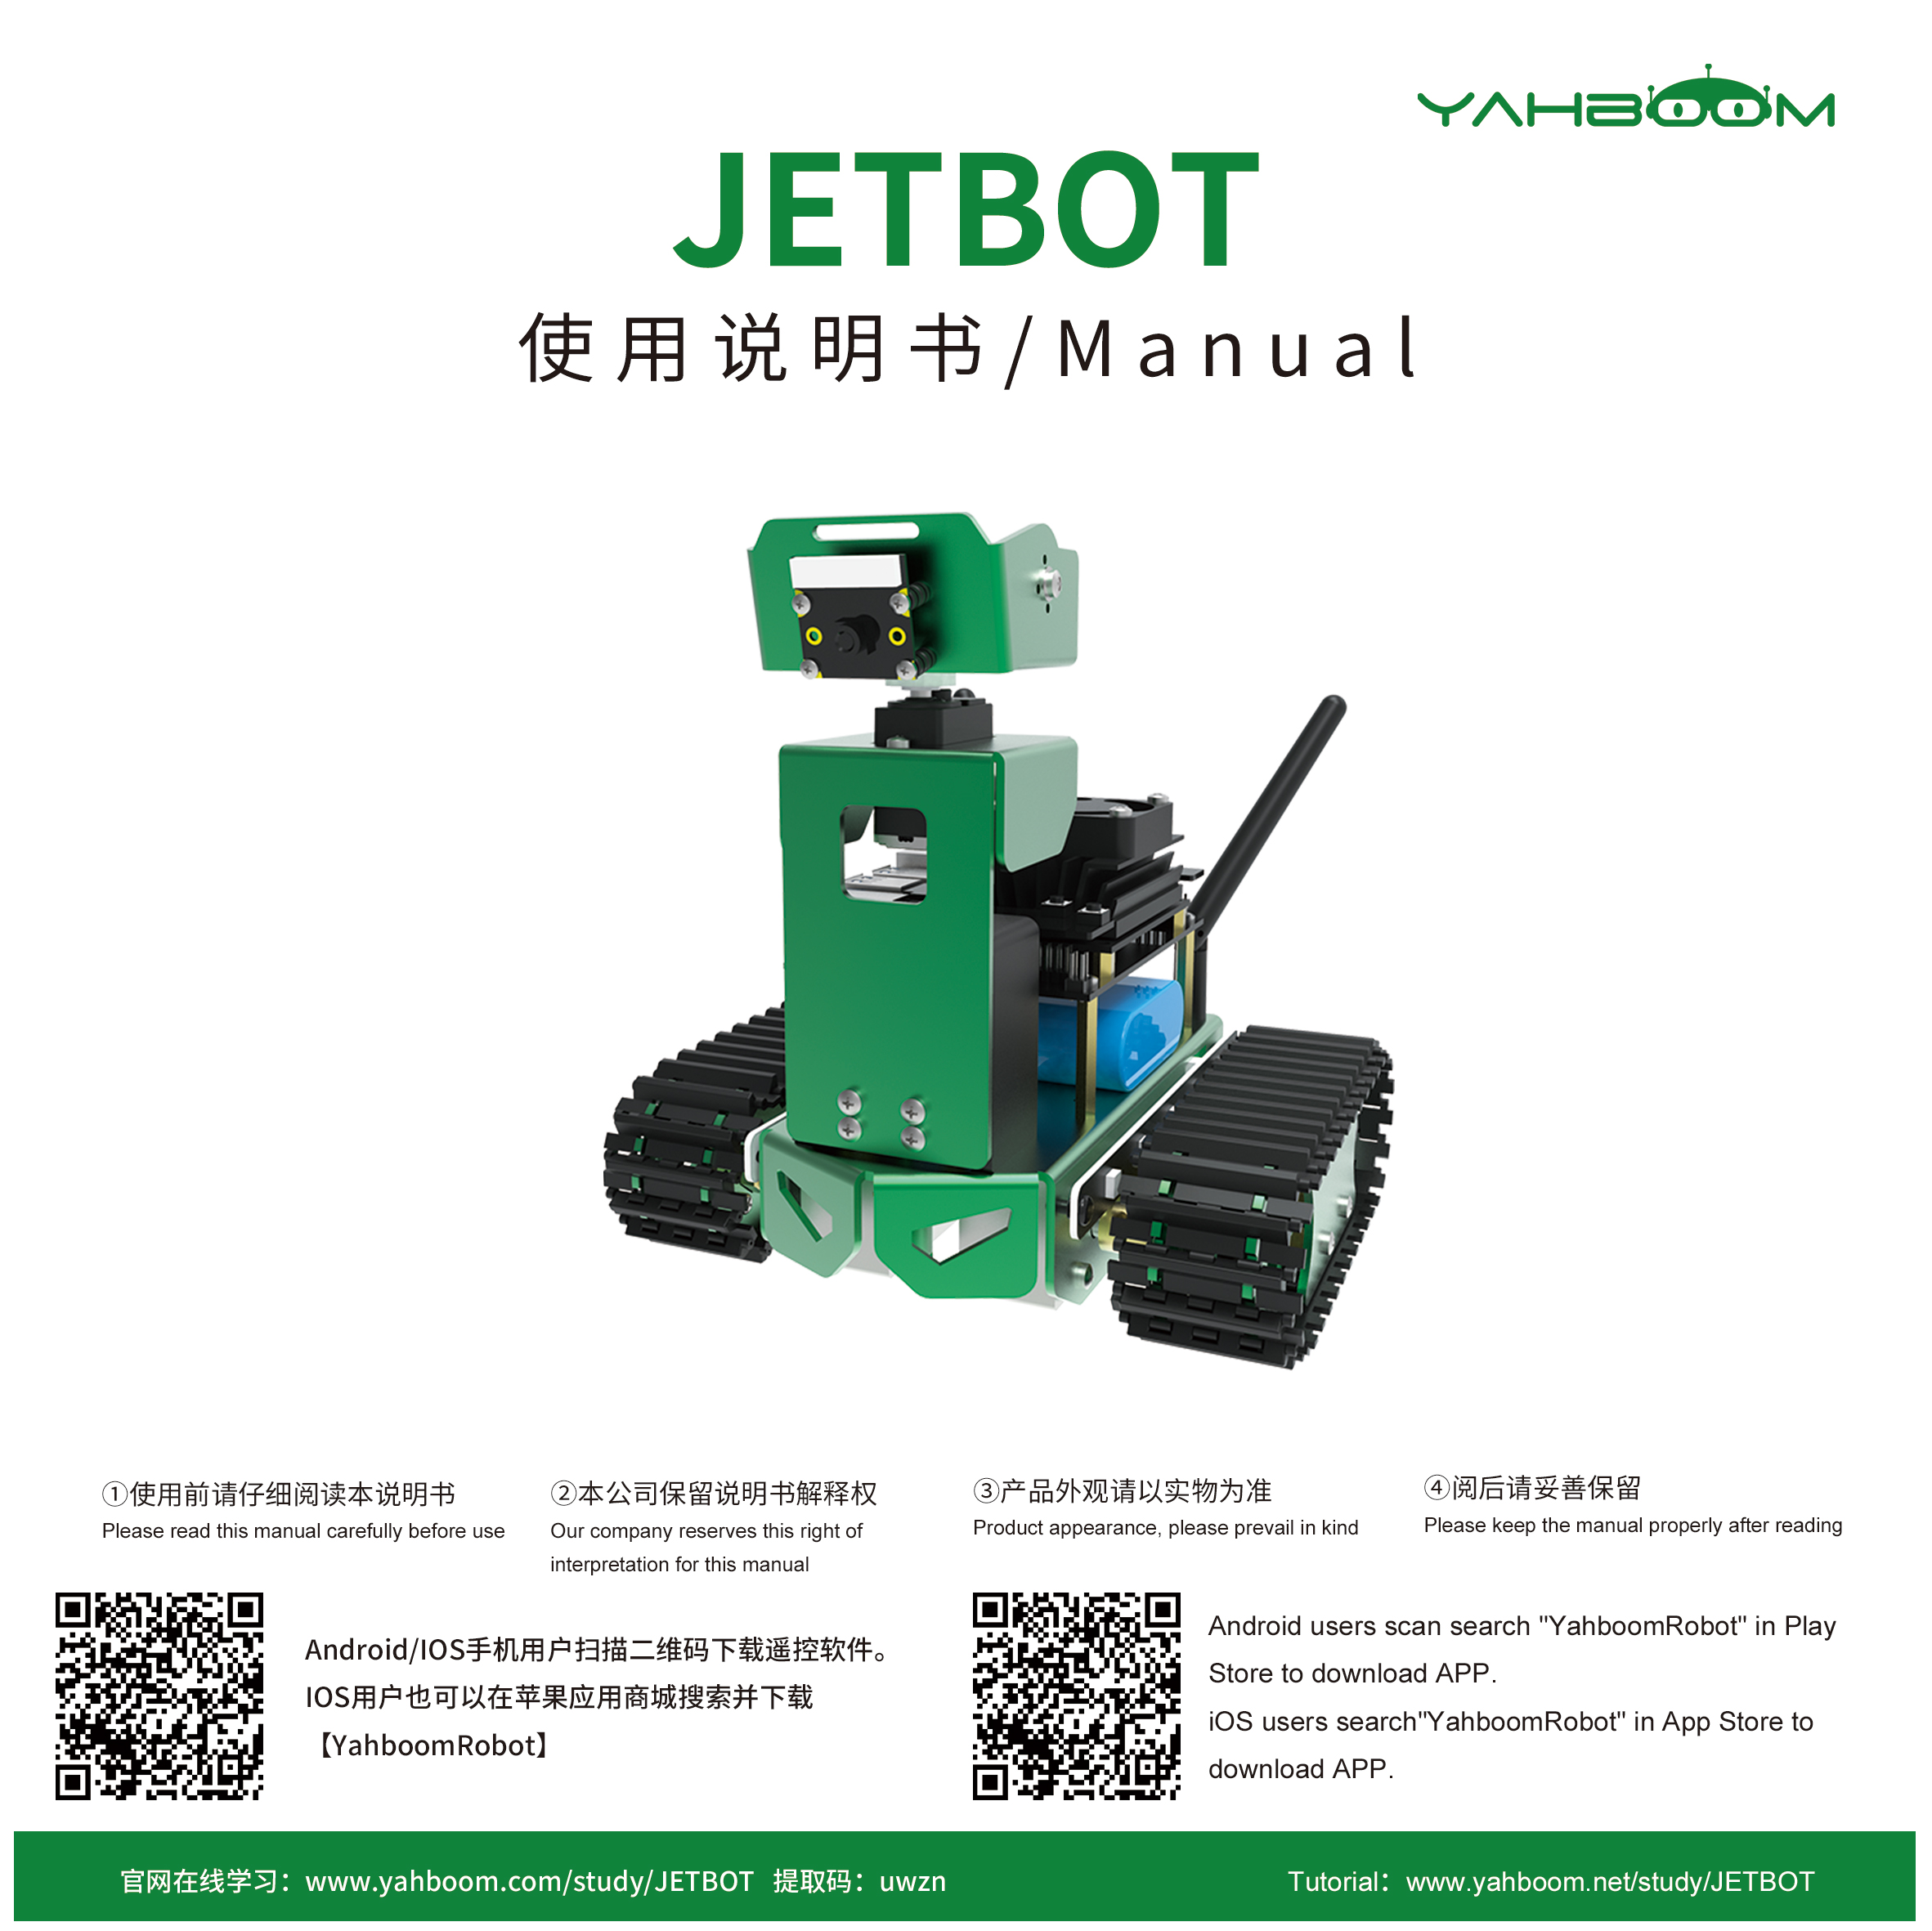 YAHBOOM
JETBOT
使用说明书/Manual
①使用前请仔细阅读本说明书
Please read this manual carefully before use
②本公司保留说明书解释权
Our company reserves this right of
interpretation for this manual
③产品外观请以实物为准
Product appearance, please prevail in kind
④阅后请妥善保留
Please keep the manual properly after reading
Android/IOS手机用户扫描二维码下载遥控软件。
IOS用户也可以在苹果应用商城搜索并下载
【YahboomRobot】
Android users scan search "YahboomRobot" in Play
Store to download APP.
iOS users search"YahboomRobot" in App Store to
download APP.
官网在线学习：www.yahboom.com/study/JETBOT 提取码：uwzn
Tutorial：www.yahboom.net/study/JETBOT